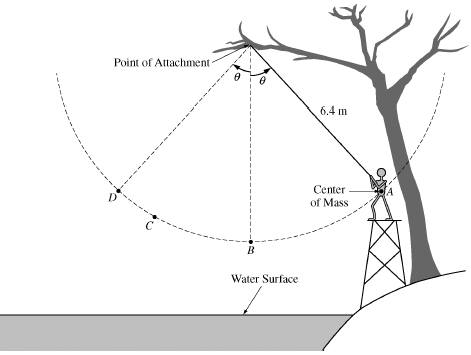 Point of Attachment
θ
θ
6.4 m
Center
of Mass
A
D
C
B
Water Surface